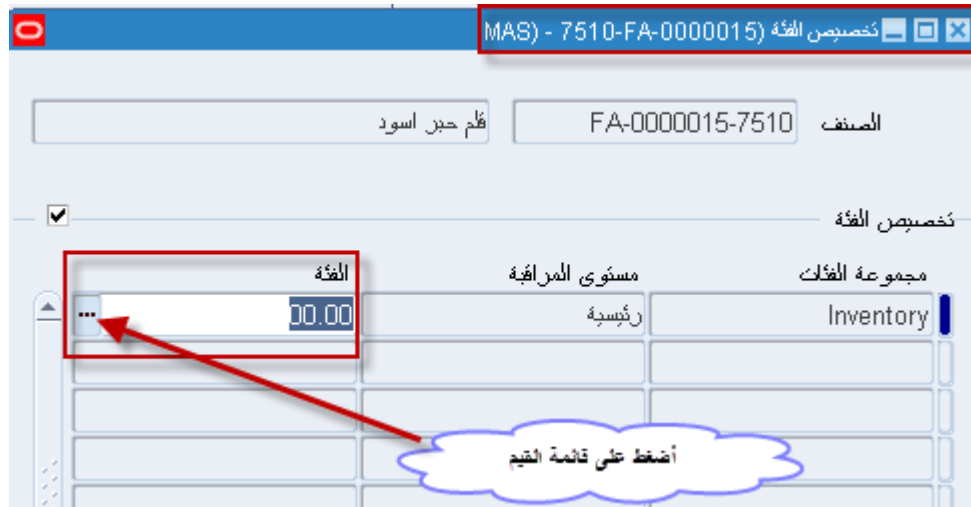 تخصيص الفئة (MAS) - 7510-FA-0000015
الصنف FA-0000015-7510 قلم حبر اسود
تخصيص الفئة
مجموعة الفئات مستوى المراقبة الفئة
Inventory رئيسية 00.00 ...
أضغط على قائمة القيم